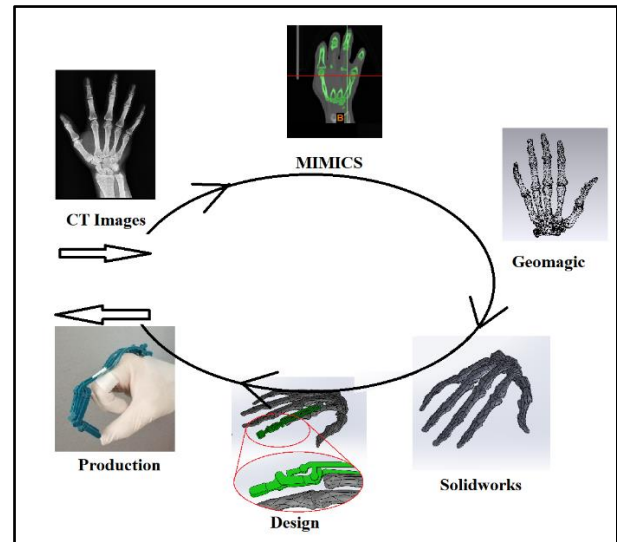 B
MIMICS
CT Images
Geomagic
Solidworks
Design
Production